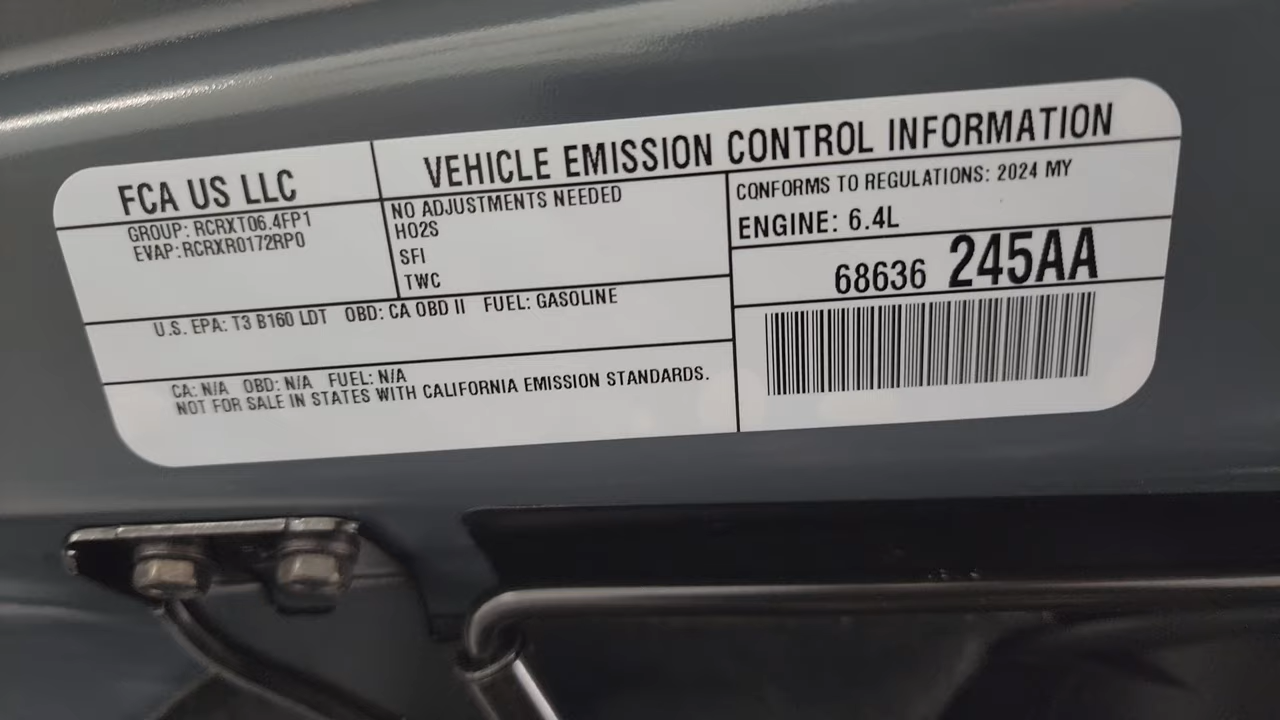 FCA US LLC
GROUP: RCRXT06.4FP1
EVAP: RCRXR0172RP0
VEHICLE EMISSION CONTROL INFORMATION
NO ADJUSTMENTS NEEDED
HO2S
SFI
TWC
CONFORMS TO REGULATIONS: 2024 MY
ENGINE: 6.4L
68636 245AA
U.S. EPA: T3 B160 LDT OBD: CA OBD II FUEL: GASOLINE
CA: N/A OBD: N/A FUEL: N/A
NOT FOR SALE IN STATES WITH CALIFORNIA EMISSION STANDARDS.